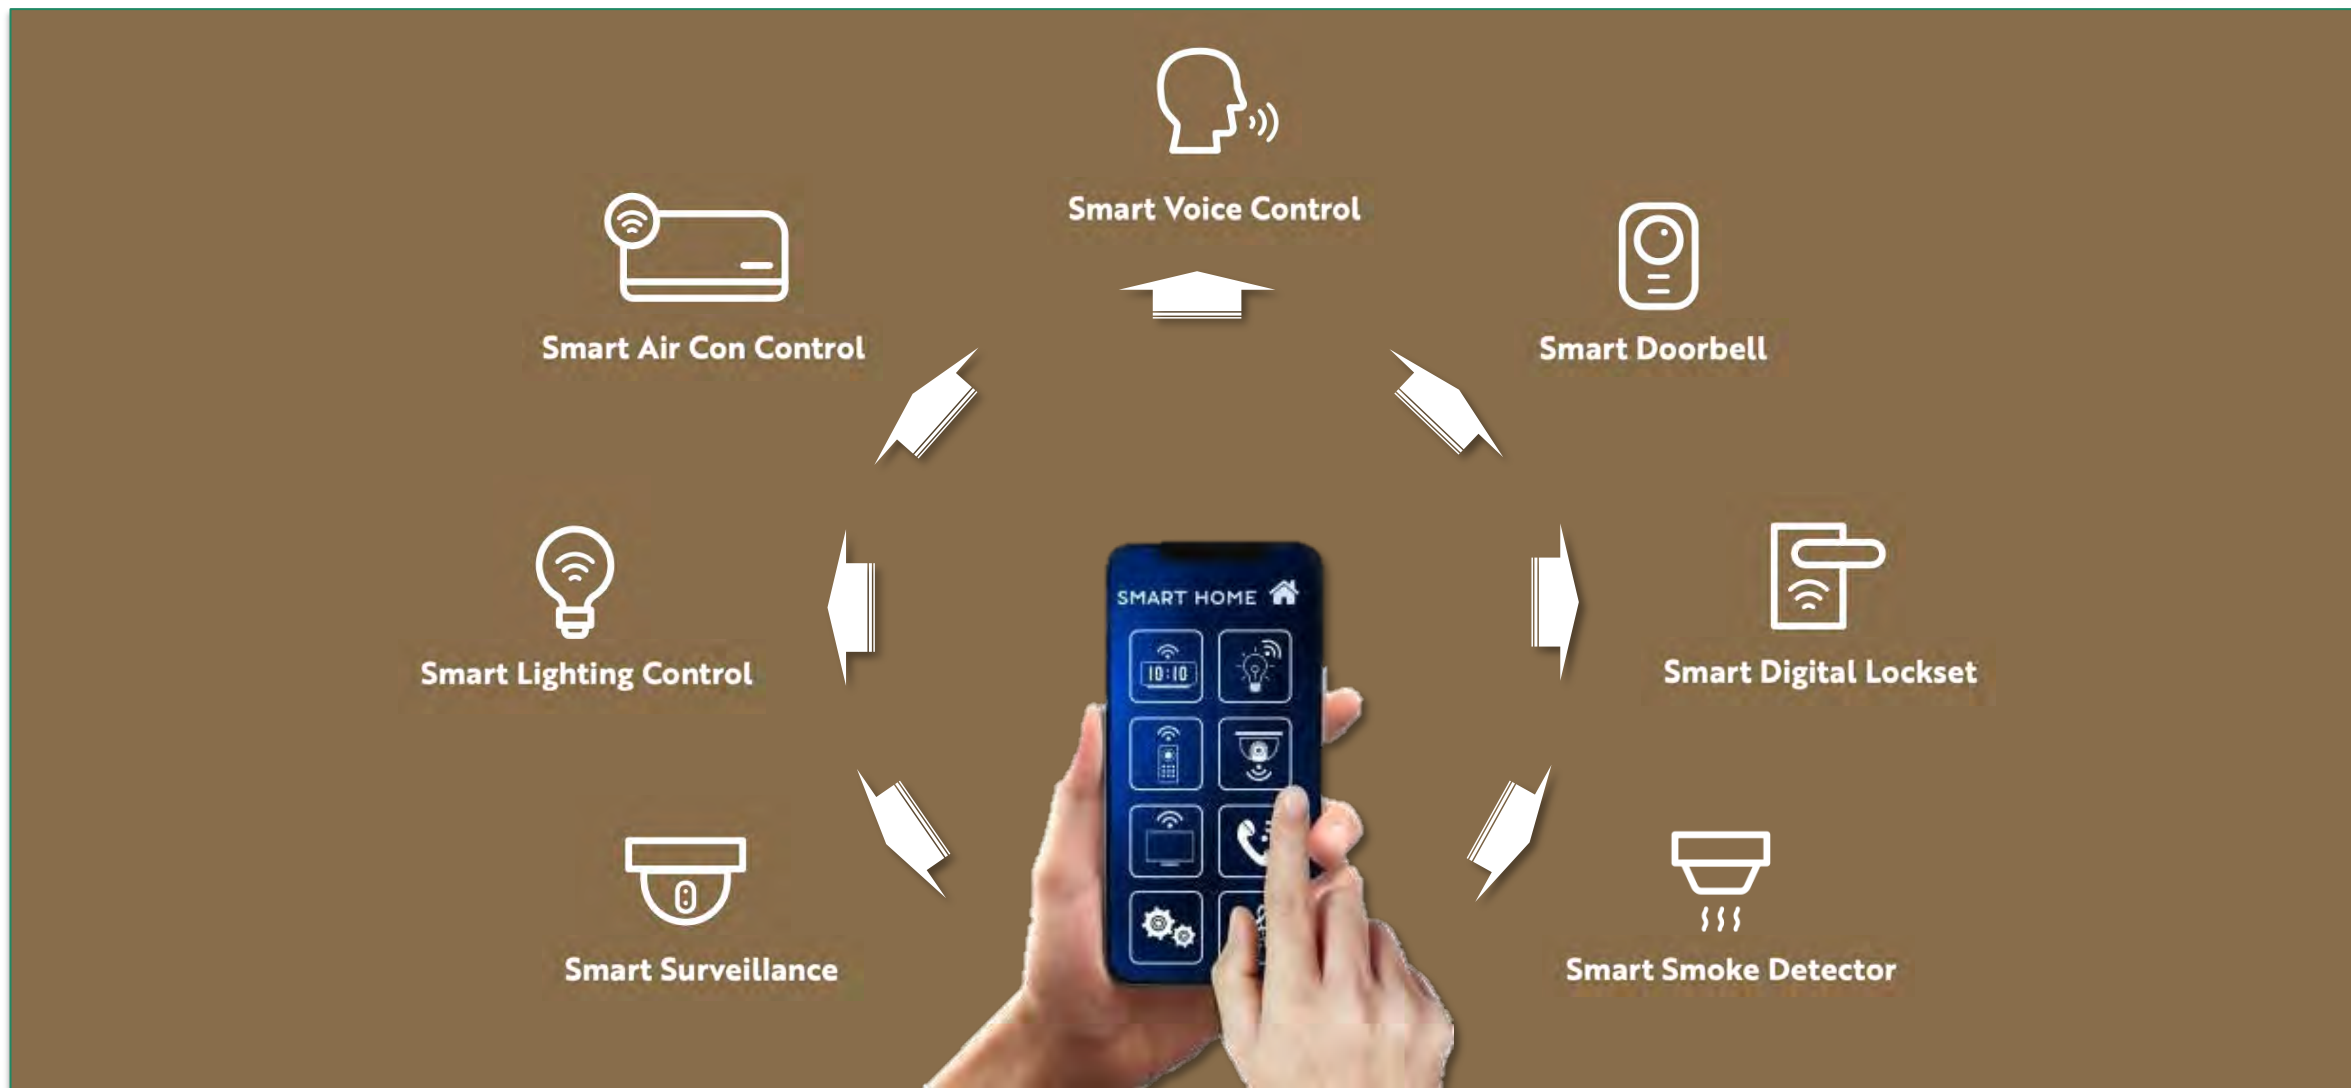 Smart Voice Control
Smart Air Con Control
Smart Doorbell
Smart Lighting Control
Smart Digital Lockset
Smart Surveillance
Smart Smoke Detector
SMART HOME
10:10